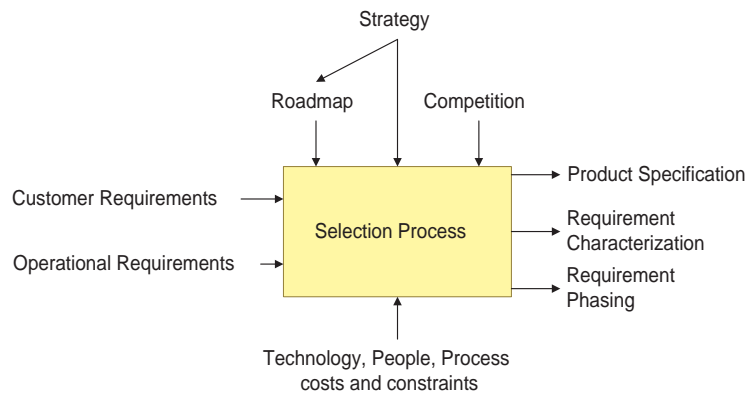 Strategy
Roadmap
Competition
Customer Requirements
Operational Requirements
Selection Process
Product Specification
Requirement
Characterization
Requirement
Phasing
Technology, People, Process
costs and constraints